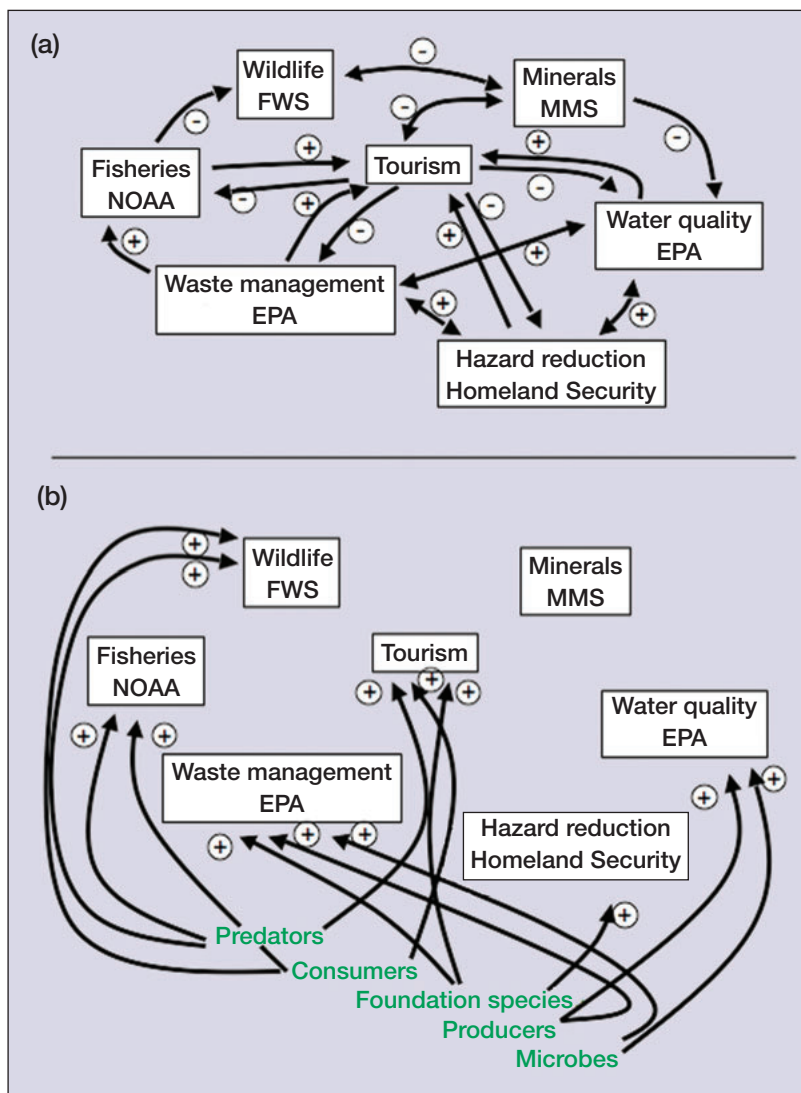 (a)
Wildlife
FWS
-
Minerals
MMS
-
-
+
Tourism
+
-
Fisheries
NOAA
-
+
-
-
Water quality
EPA
+
-
+
+
Waste management
EPA
+
+
Hazard reduction
Homeland Security
(b)
+
+
Wildlife
FWS
Minerals
MMS
Fisheries
NOAA
Tourism
+
+
+
Water quality
EPA
+
+
Waste management
EPA
+
+
+
+
+
Hazard reduction
Homeland Security
+
Predators
Consumers
Foundation species
Producers
Microbes